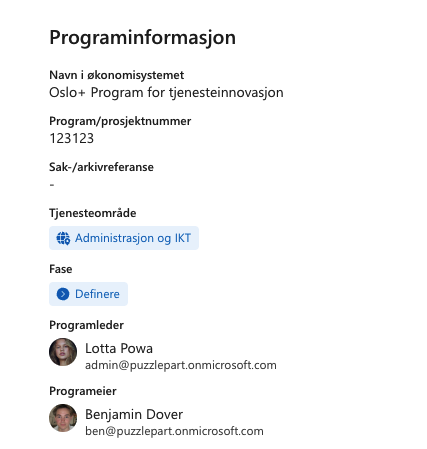 Programinformasjon
Navn i økonomisystemet
Oslo+ Program for tjenesteinnovasjon
Program/prosjektnummer
123123
Sak-/arkivreferanse
-
Tjenesteområde
Administrasjon og IKT
Fase
Definere
Programleder
Lotta Powa
admin@puzzlepart.onmicrosoft.com
Programeier
Benjamin Dover
ben@puzzlepart.onmicrosoft.com